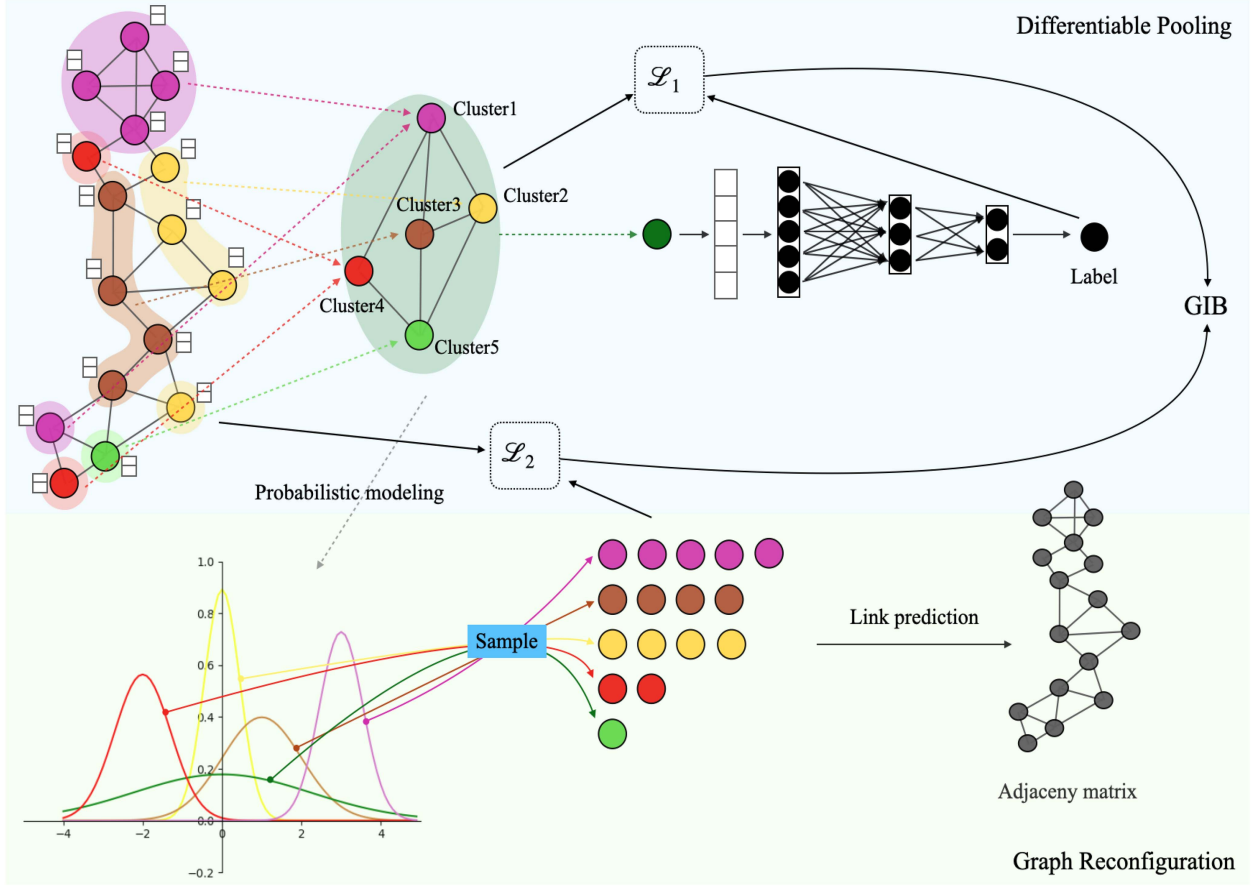 Differentiable Pooling
ℒ1
Cluster1
Cluster2
Cluster3
Cluster4
Cluster5
Label
GIB
ℒ2
Probabilistic modeling
1.0
0.8
0.6
0.4
0.2
0.0
−0.2
−4
−2
0
2
4
Sample
Link prediction
Adjaceny matrix
Graph Reconfiguration